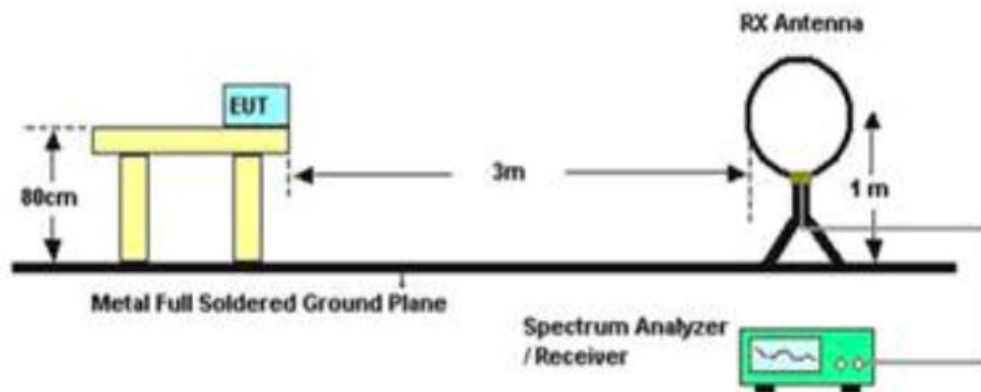 RX Antenna
EUT
3m
80cm
1 m
Metal Full Soldered Ground Plane
Spectrum Analyzer
/ Receiver